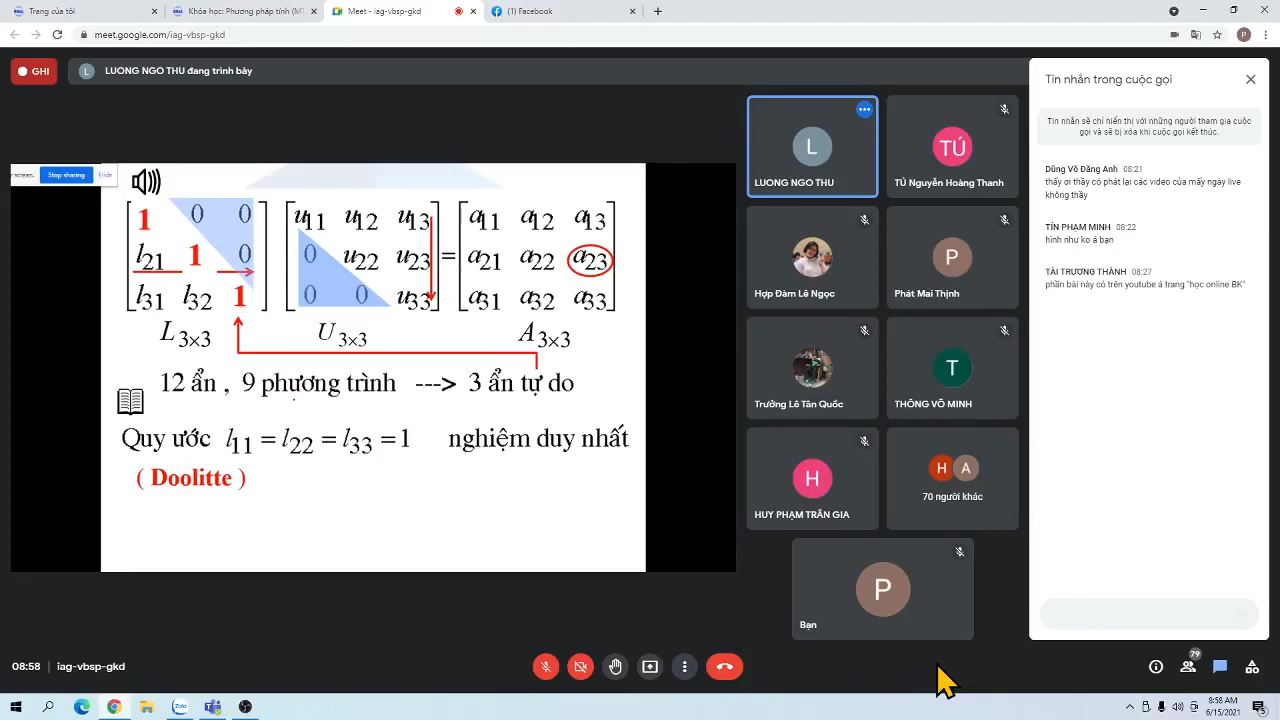 Trang của tôi
Khóa học: Phương pháp tính (MT
Meet - iag-vbsp-gkd
(1) Facebook
meet.google.com/iag-vbsp-gkd
P
GHI
L
LUONG NGO THU đang trình bày
r screen.
Stop sharing
Hide
1 0 0 u11 u12 u13 a11 a12 a13
l21 1 0 0 u22 u23 = a21 a22 a23
l31 l32 1 0 0 u33 a31 a32 a33
L 3×3 U 3×3 A 3×3
12 ẩn , 9 phương trình ---> 3 ẩn tự do
Quy ước l11 = l22 = l33 = 1 nghiệm duy nhất
( Doolitte )
L
LUONG NGO THU
TÚ
TÚ Nguyễn Hoàng Thanh
Hợp Đàm Lê Ngọc
P
Phát Mai Thịnh
Trưởng Lê Tân Quốc
T
THÔNG VÕ MINH
H
HUY PHẠM TRẦN GIA
H A
70 người khác
P
Bạn
Tin nhắn trong cuộc gọi
Tin nhắn sẽ chỉ hiển thị với những người tham gia cuộc
gọi và sẽ bị xóa khi cuộc gọi kết thúc.
Dũng Võ Đăng Anh 08:21
thấy ơi thầy có phát lại các video của mấy ngày live
không thầy
TÍN PHẠM MINH 08:22
hình như ko á bạn
TÀI TRƯƠNG THÀNH 08:27
phần bài này có trên youtube á trang "học online BK"
08:58 iag-vbsp-gkd
79
8:58 AM
6/15/2021